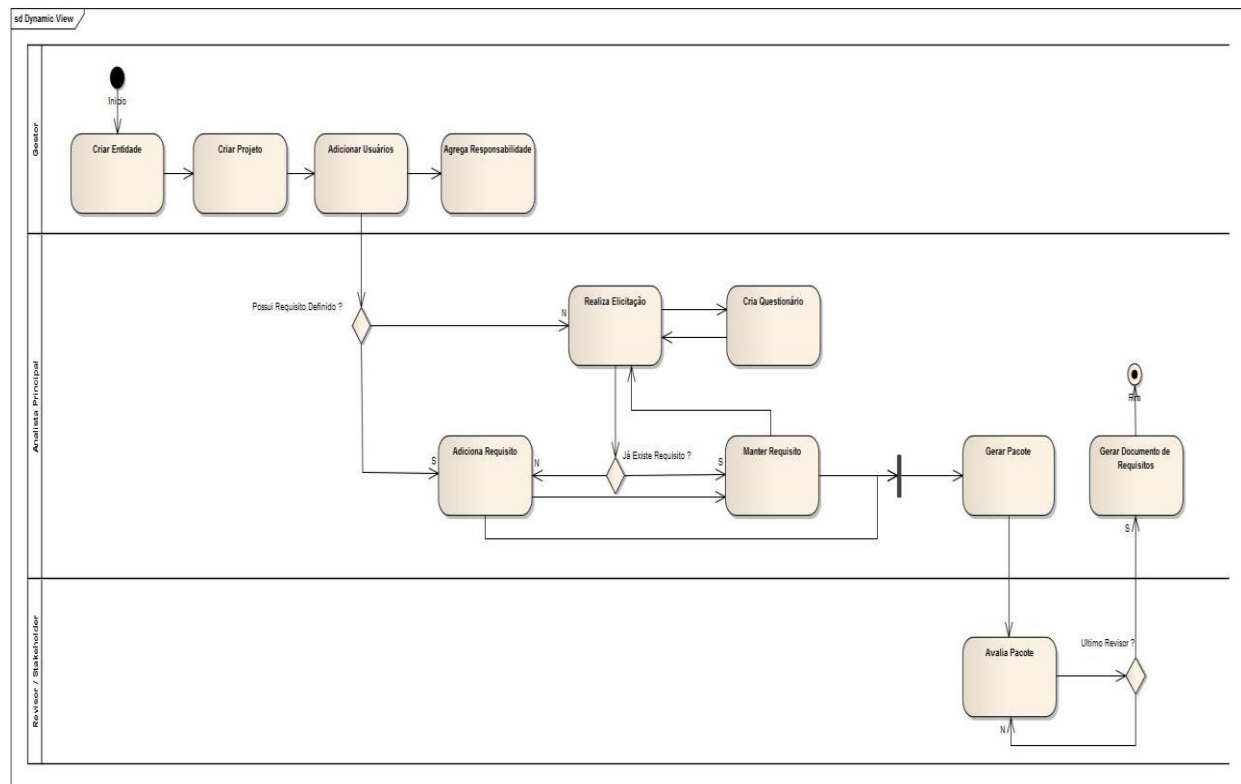 sd Dynamic View
Gestor
Início
Criar Entidade
Criar Projeto
Adicionar Usuários
Agrega Responsabilidade
Analista Principal
Possui Requisito Definido ?
N
Realiza Elicitação
Cria Questionário
Fim
S
Adiciona Requisito
N
Já Existe Requisito ?
S
Manter Requisito
Gerar Pacote
Gerar Documento de
Requisitos
S
Revisor / Stakeholder
Avalia Pacote
Ultimo Revisor ?
N